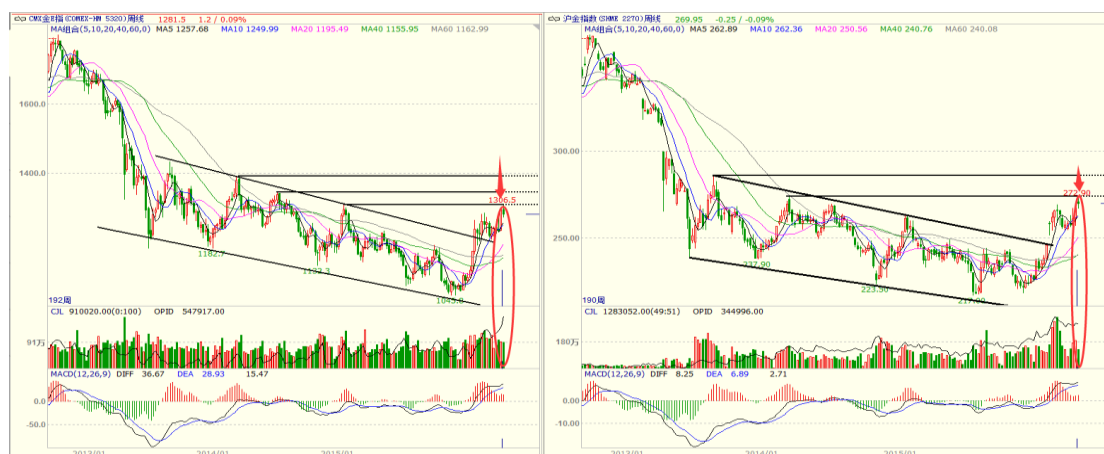 CMX金E指(COMEX-HM 5320)周线 1281.5 1.2 / 0.09%
MA组合(5,10,20,40,60,0) MA5 1257.68 MA10 1249.99 MA20 1195.49 MA40 1155.95 MA60 1162.99
1600.0
1400.0
1306.5
1182.
1043.8
192周
CJL 910020.00(0:100) OPID 547917.00
91万
MACD(12,26,9) DIFF 36.67 DEA 28.93 15.47
0.0
-50.0
2013/01 2014/01 2015/01
沪金指数(SHMX 2270)周线 269.95 -0.25 / -0.09%
MA组合(5,10,20,40,60,0) MA5 262.89 MA10 262.36 MA20 250.56 MA40 240.76 MA60 240.08
300.00
272.90
250.00
237.90
223.30
190周
CJL 1283052.00(49:51) OPID 344996.00
180万
MACD(12,26,9) DIFF 8.25 DEA 6.89 2.71
0.00
-10.00
2013/01 2014/01 2015/01